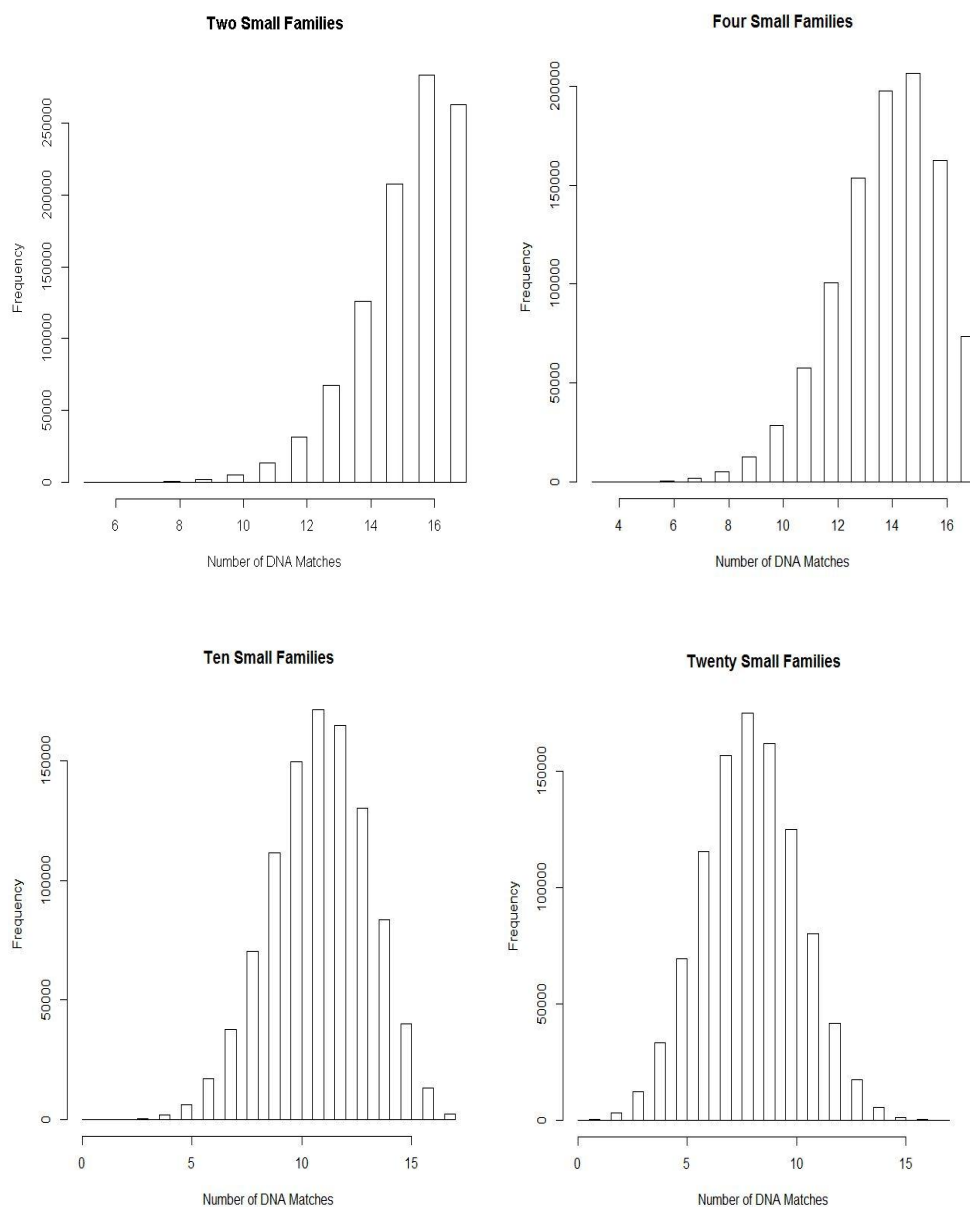 Two Small Families
Frequency
0 50000 100000 150000 200000 250000
6 8 10 12 14 16
Number of DNA Matches
Four Small Families
Frequency
0 50000 100000 150000 200000
4 6 8 10 12 14 16
Number of DNA Matches
Ten Small Families
Frequency
0 50000 100000 150000
0 5 10 15
Number of DNA Matches
Twenty Small Families
Frequency
0 50000 100000 150000
0 5 10 15
Number of DNA Matches